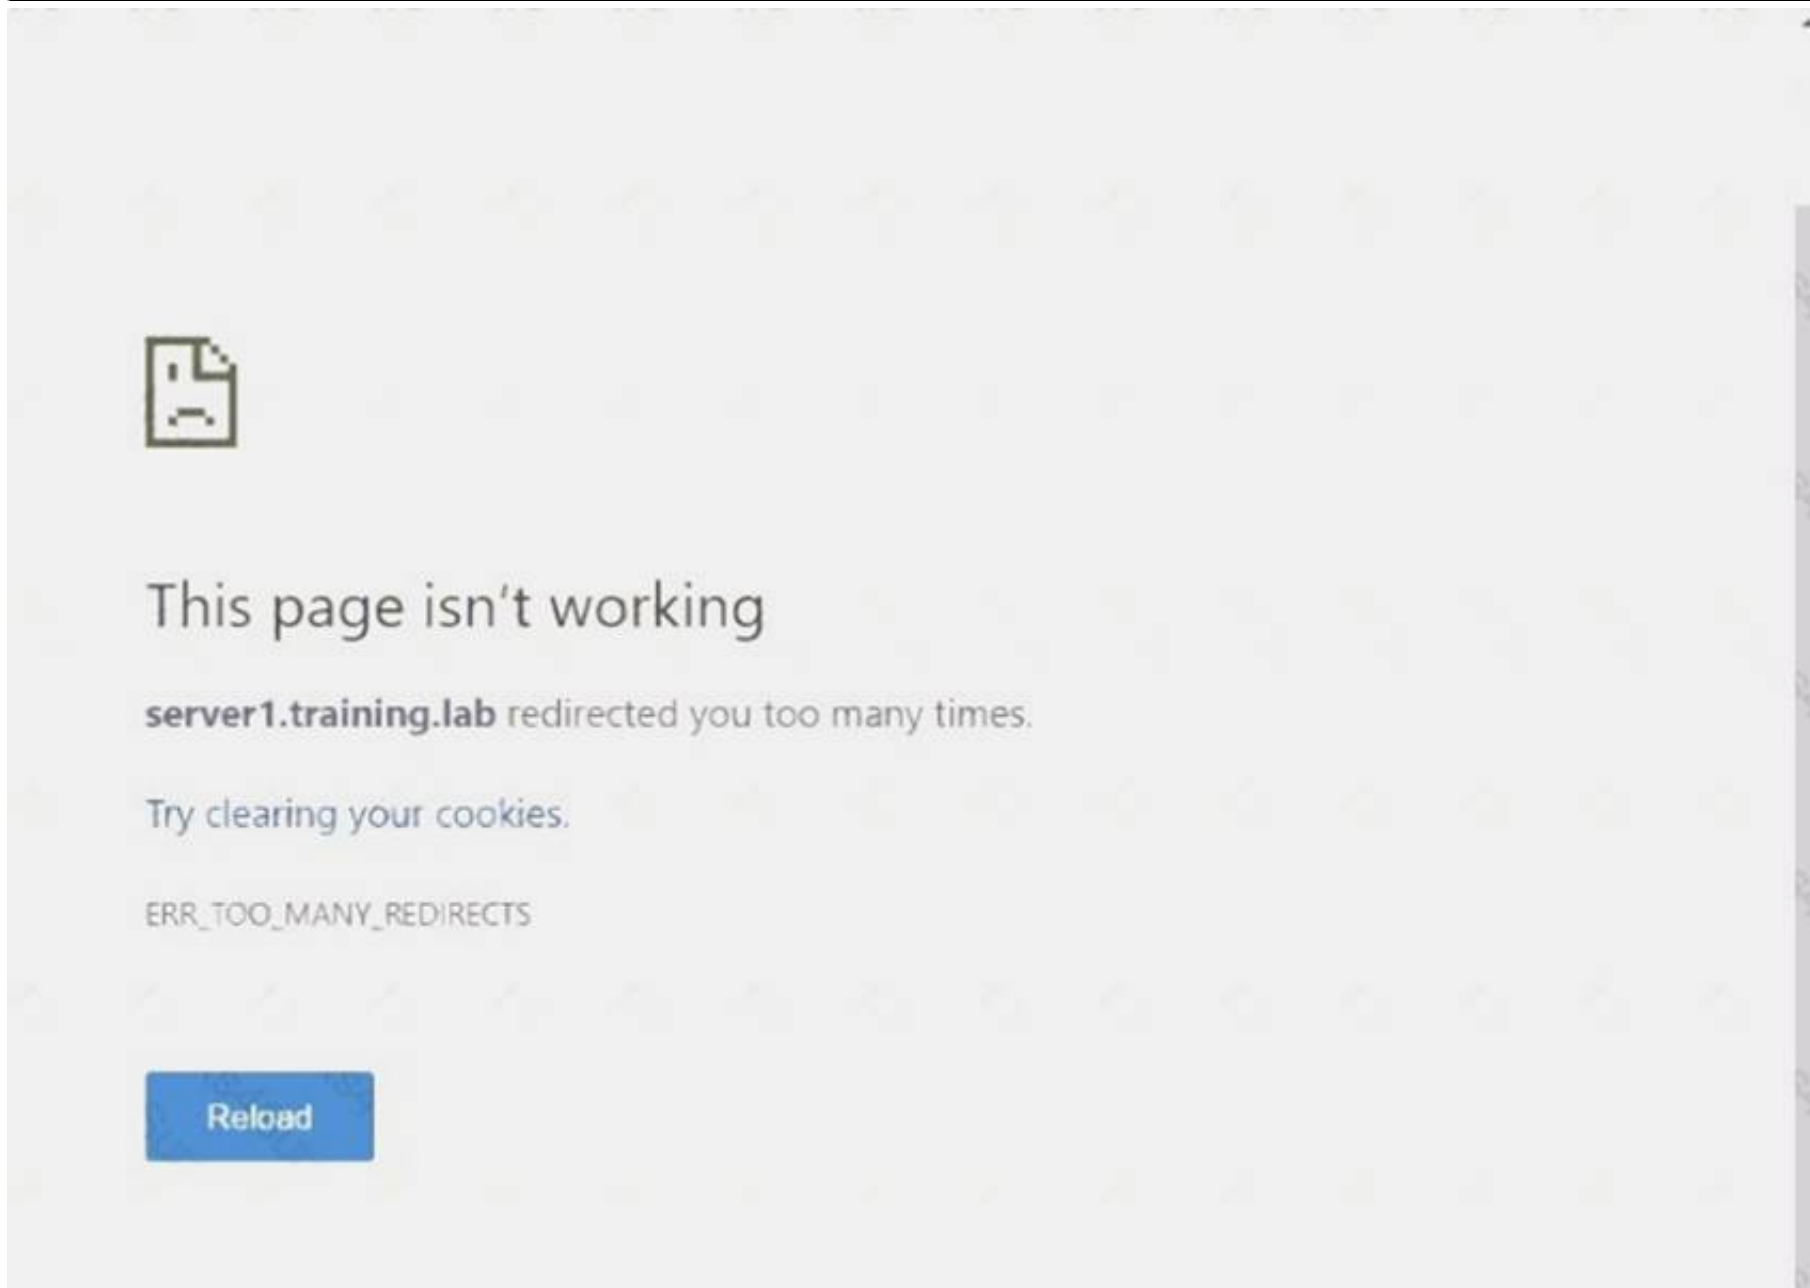 This page isn't working
server1.training.lab redirected you too many times.
Try clearing your cookies.
ERR_TOO_MANY_REDIRECTS
Reload